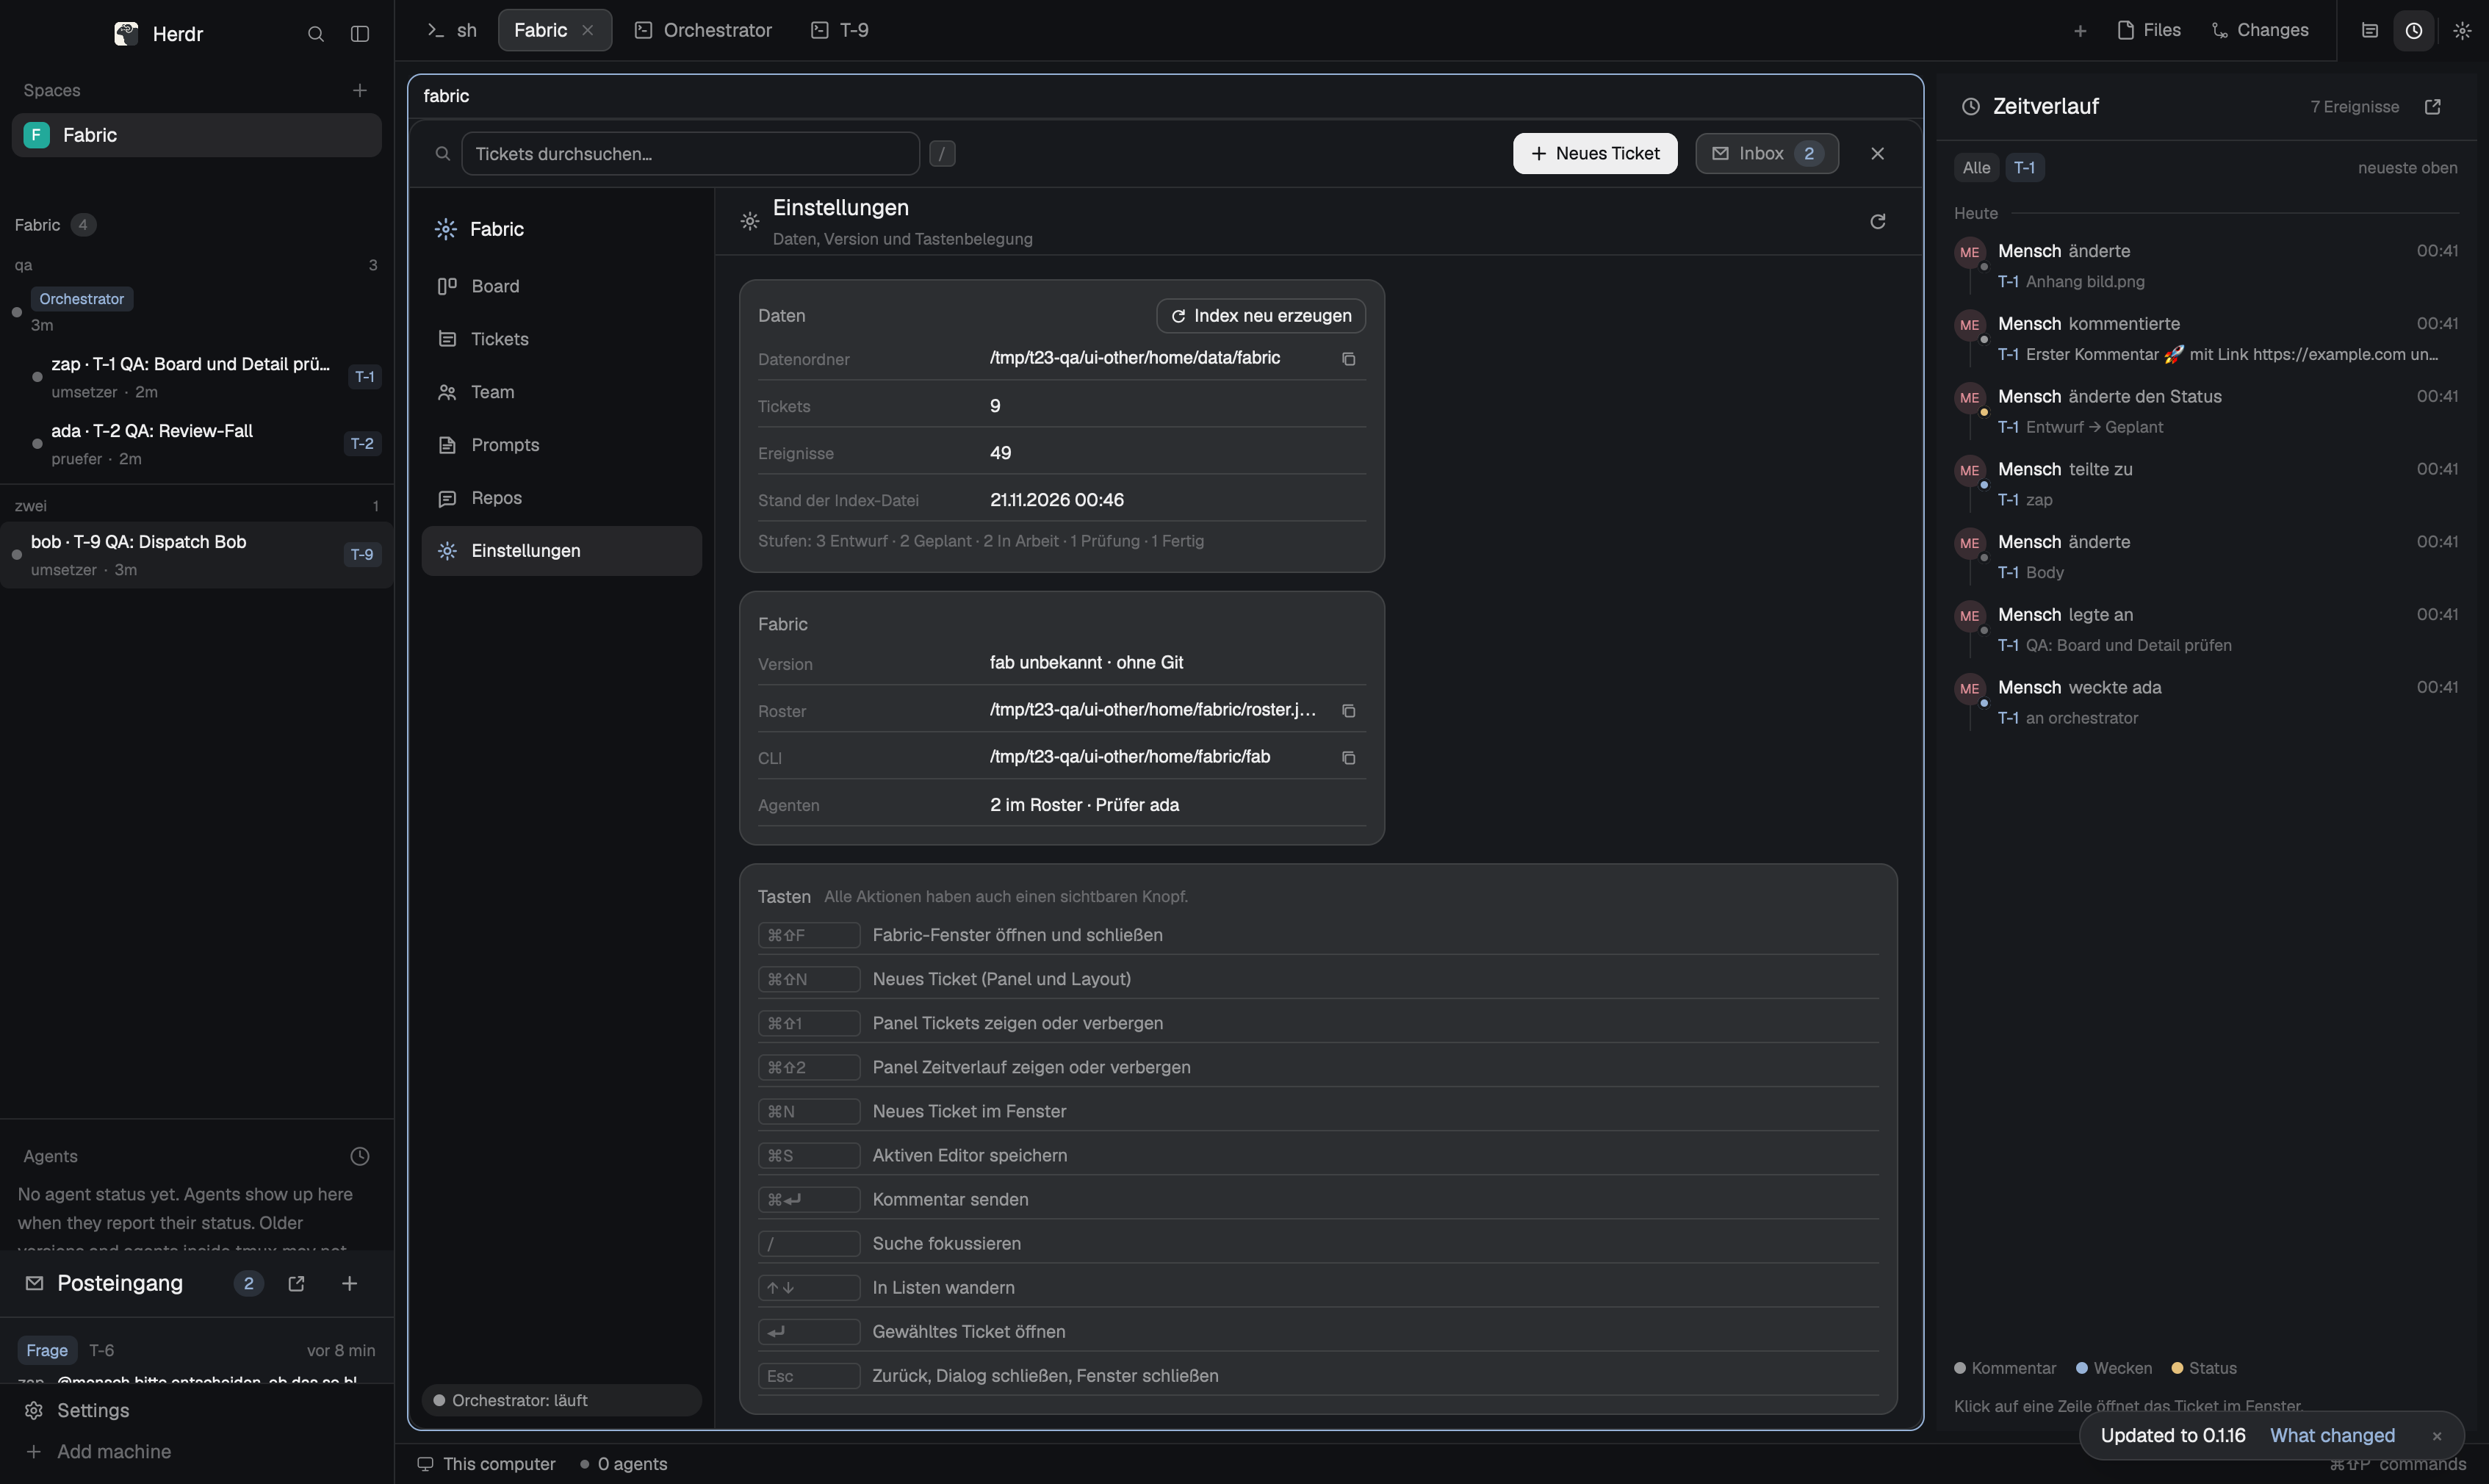 Herdr
Spaces
F Fabric
Fabric 4
qa 3
Orchestrator
3m
zap · T-1 QA: Board und Detail prü... T-1
umsetzer · 2m
ada · T-2 QA: Review-Fall T-2
pruefer · 2m
zwei 1
bob · T-9 QA: Dispatch Bob T-9
umsetzer · 3m
Agents
No agent status yet. Agents show up here
when they report their status. Older
versions and agents inside tmux may not
Posteingang 2
Frage T-6 vor 8 min
zap @mensch bitte entscheiden, ob das so bl
Settings
Add machine
sh
Fabric
Orchestrator
T-9
Files
Changes
fabric
Tickets durchsuchen...
/
+ Neues Ticket
Inbox 2
Fabric
Board
Tickets
Team
Prompts
Repos
Einstellungen
Orchestrator: läuft
Einstellungen
Daten, Version und Tastenbelegung
Daten
Index neu erzeugen
Datenordner /tmp/t23-qa/ui-other/home/data/fabric
Tickets 9
Ereignisse 49
Stand der Index-Datei 21.11.2026 00:46
Stufen: 3 Entwurf · 2 Geplant · 2 In Arbeit · 1 Prüfung · 1 Fertig
Fabric
Version fab unbekannt · ohne Git
Roster /tmp/t23-qa/ui-other/home/fabric/roster.j...
CLI /tmp/t23-qa/ui-other/home/fabric/fab
Agenten 2 im Roster · Prüfer ada
Tasten Alle Aktionen haben auch einen sichtbaren Knopf.
⌘⇧F Fabric-Fenster öffnen und schließen
⌘⇧N Neues Ticket (Panel und Layout)
⌘⇧1 Panel Tickets zeigen oder verbergen
⌘⇧2 Panel Zeitverlauf zeigen oder verbergen
⌘N Neues Ticket im Fenster
⌘S Aktiven Editor speichern
⌘↵ Kommentar senden
/ Suche fokussieren
↑↓ In Listen wandern
↵ Gewähltes Ticket öffnen
Esc Zurück, Dialog schließen, Fenster schließen
Zeitverlauf 7 Ereignisse
Alle T-1 neueste oben
Heute
ME Mensch änderte 00:41
T-1 Anhang bild.png
ME Mensch kommentierte 00:41
T-1 Erster Kommentar 🚀 mit Link https://example.com un...
ME Mensch änderte den Status 00:41
T-1 Entwurf → Geplant
ME Mensch teilte zu 00:41
T-1 zap
ME Mensch änderte 00:41
T-1 Body
ME Mensch legte an 00:41
T-1 QA: Board und Detail prüfen
ME Mensch weckte ada 00:41
T-1 an orchestrator
Kommentar Wecken Status
Klick auf eine Zeile öffnet das Ticket im Fenster.
Updated to 0.1.16 What changed ×
This computer 0 agents
⌘⇧P commands